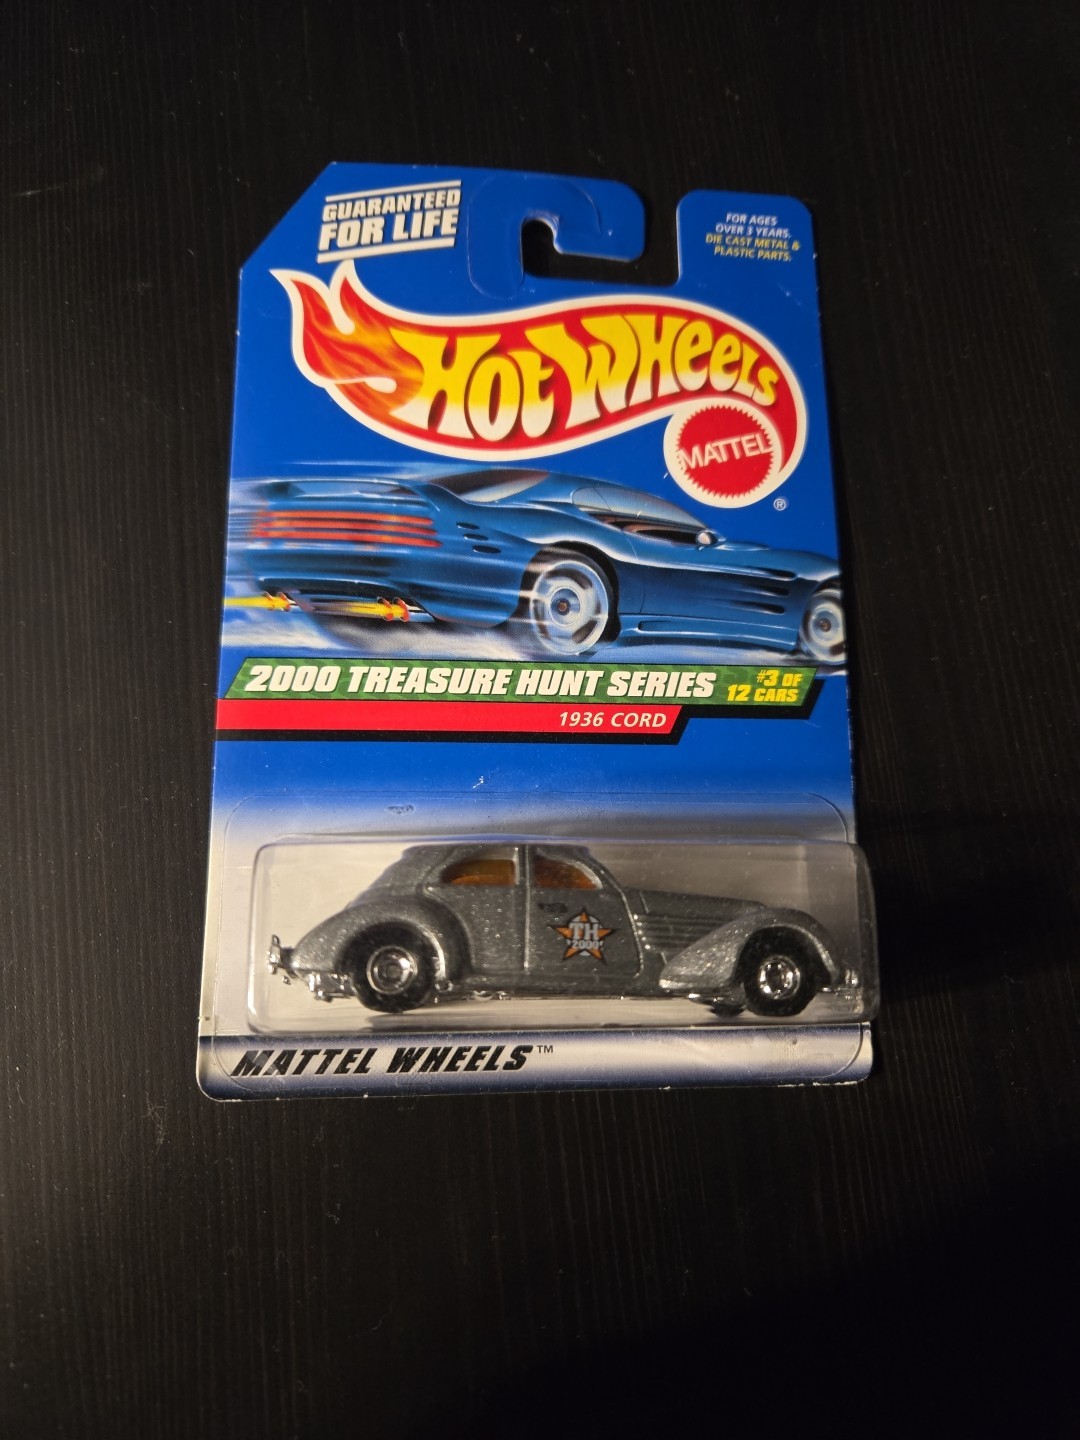 GUARANTEED
FOR LIFE
FOR AGES
OVER 3 YEARS.
DIE CAST METAL &
PLASTIC PARTS.
HOT WHEELS
MATTEL
®
2000 TREASURE HUNT SERIES
#3 OF
12 CARS
1936 CORD
TH
2000
MATTEL WHEELS™